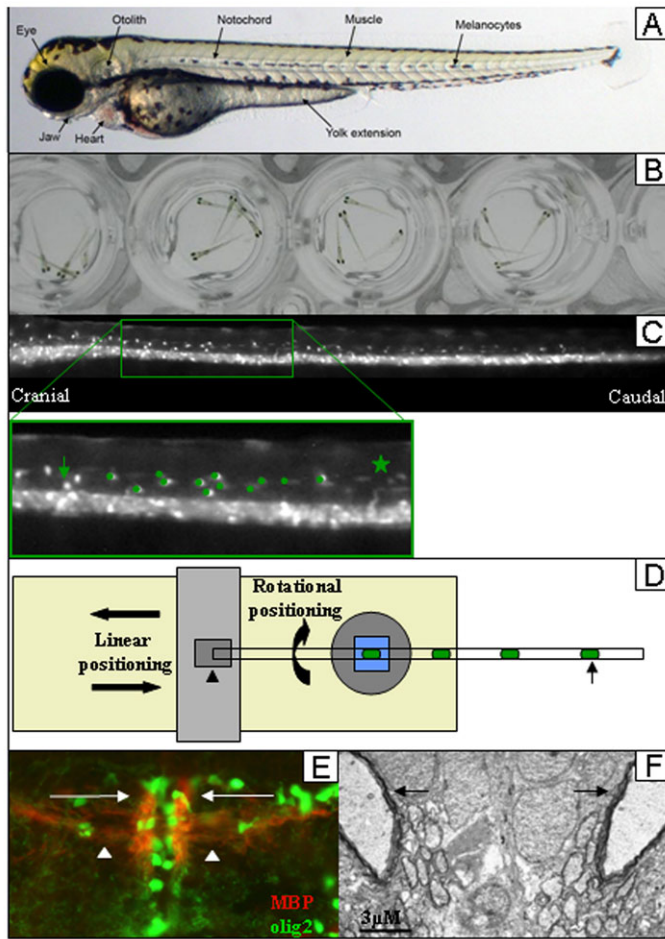 A
Eye
Otolith
Notochord
Muscle
Melanocytes
Jaw
Heart
Yolk extension
B
C
Cranial
Caudal
D
Rotational
positioning
Linear
positioning
E
MBP
olig2
F
3µM